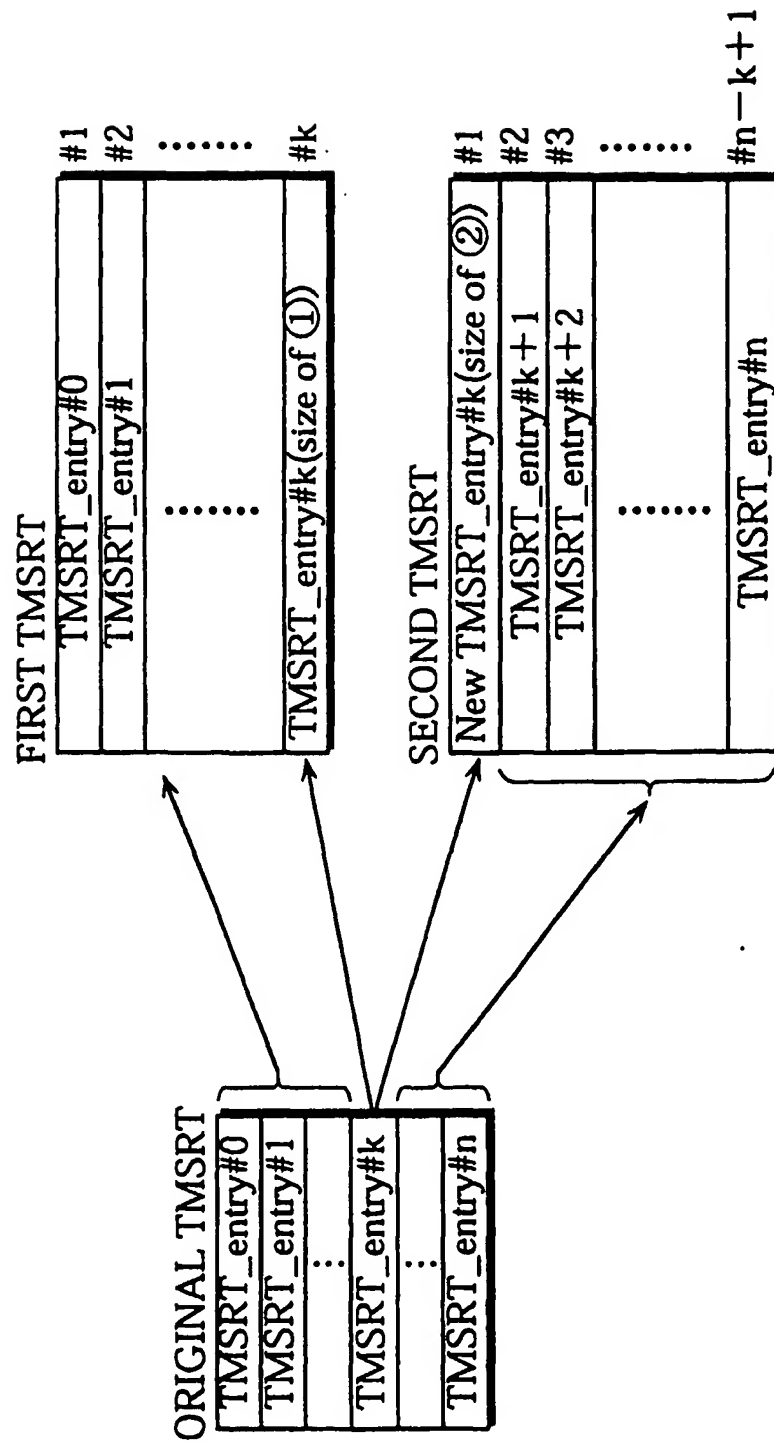 ORIGINAL TMSRT
TMSRT_entry#0
TMSRT_entry#1
...
TMSRT_entry#k
...
TMSRT_entry#n
FIRST TMSRT
TMSRT_entry#0 #1
TMSRT_entry#1 #2
....... .......
TMSRT_entry#k(size of ①)) #k
SECOND TMSRT
New TMSRT_entry#k(size of ②)) #1
TMSRT_entry#k+1 #2
TMSRT_entry#k+2 #3
....... .......
TMSRT_entry#n #n−k+1